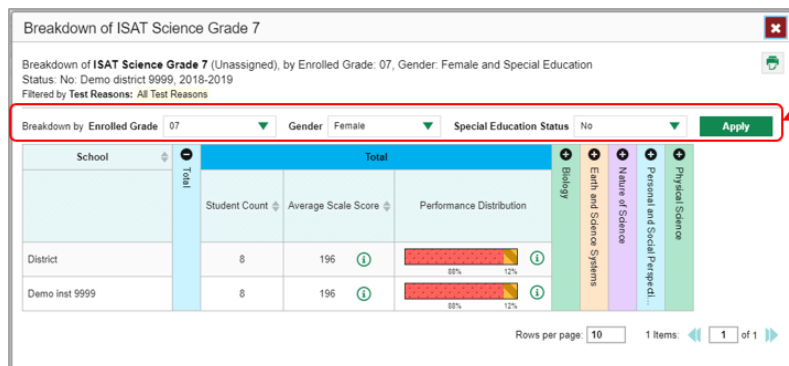 Breakdown of ISAT Science Grade 7
Breakdown of ISAT Science Grade 7 (Unassigned), by Enrolled Grade: 07, Gender: Female and Special Education
Status: No: Demo district 9999, 2018-2019
Filtered by Test Reasons: All Test Reasons
Breakdown by Enrolled Grade 07 Gender Female Special Education Status No Apply
School Total Total Biology Earth and Science Systems Nature of Science Personal and Social Perspecti... Physical Science
Student Count Average Scale Score Performance Distribution
District 8 196
88% 12%
Demo inst 9999 8 196
88% 12%
Rows per page: 10 1 Items: 1 of 1